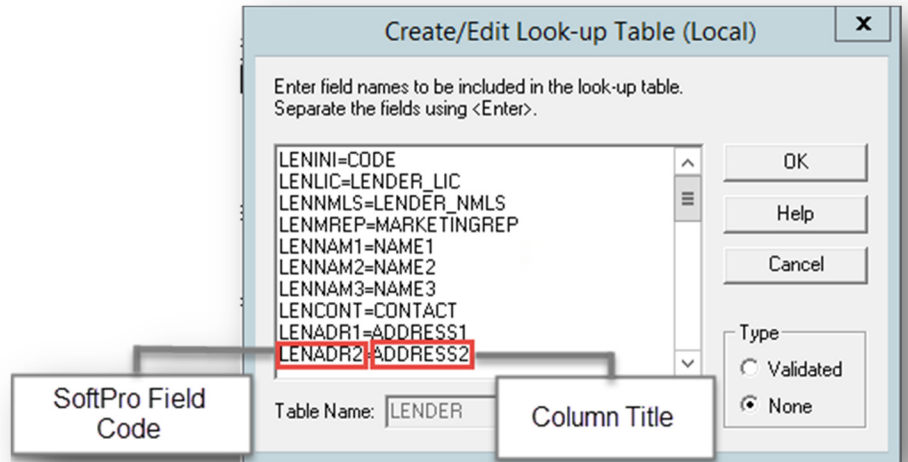 Create/Edit Look-up Table (Local)
x
Enter field names to be included in the look-up table.
Separate the fields using <Enter>.
LENINI=CODE
LENLIC=LENDER_LIC
LENNMLS=LENDER_NMLS
LENMREP=MARKETINGREP
LENNAM1=NAME1
LENNAM2=NAME2
LENNAM3=NAME3
LENCONT=CONTACT
LENADR1=ADDRESS1
LENADR2=ADDRESS2
OK
Help
Cancel
Type
Validated
None
Table Name: LENDER
SoftPro Field
Code
Column Title